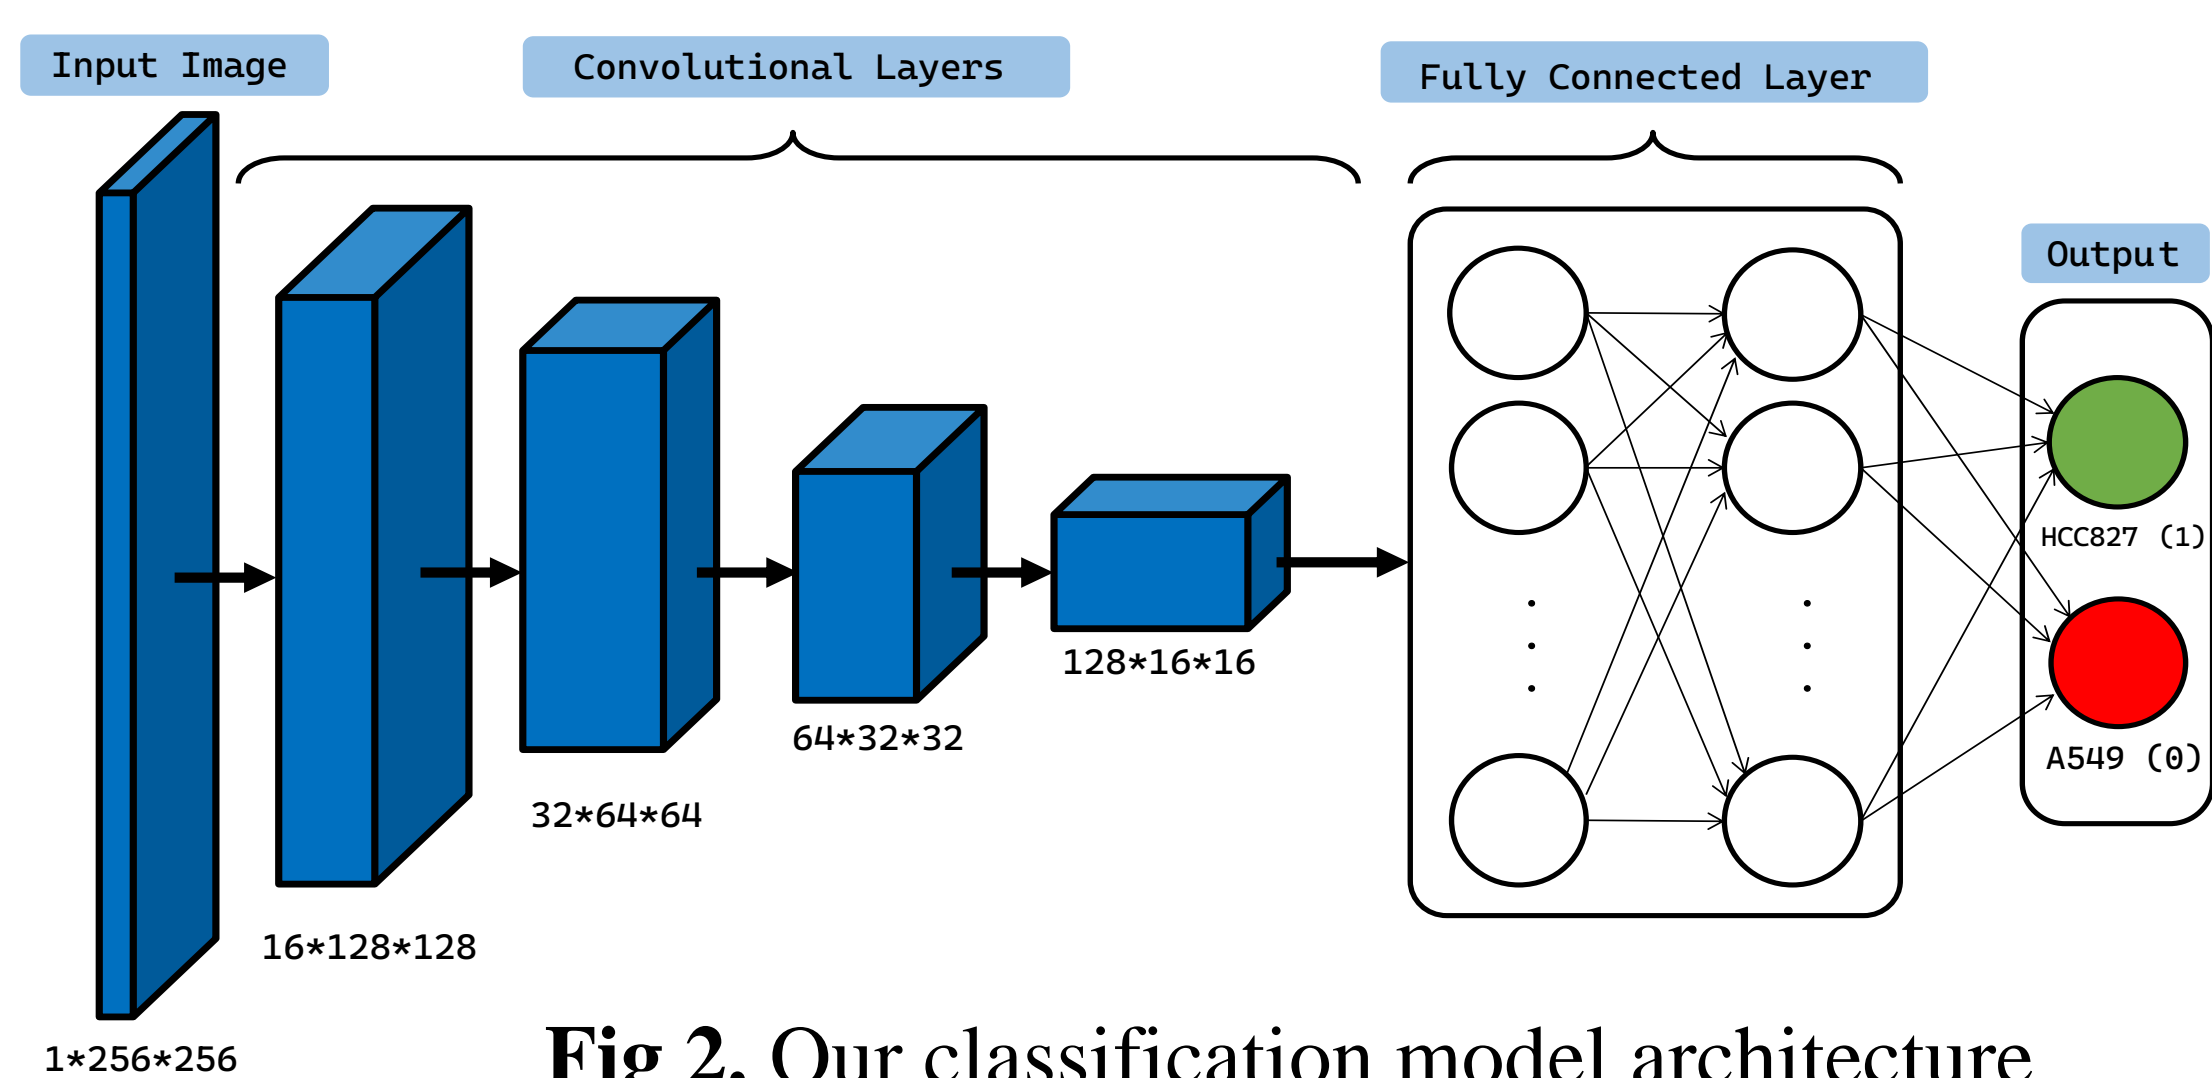 Input Image
Convolutional Layers
Fully Connected Layer
Output
HCC827 (1)
A549 (0)
128*16*16
64*32*32
32*64*64
16*128*128
1*256*256
Fig 2. Our classification model architecture